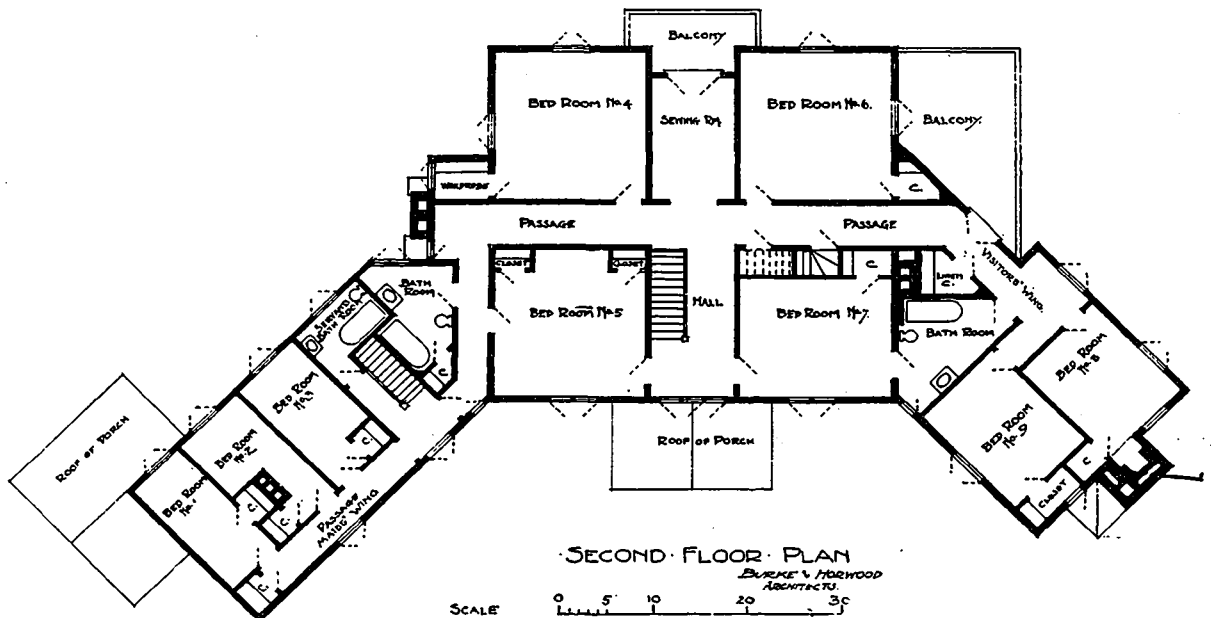 BALCONY
BED ROOM No. 4
SEWING RM
BED ROOM No. 6.
BALCONY.
WARDROBE
C.
PASSAGE
PASSAGE
CLOSET
CLOSET
C
LINEN
C.
VISITORS' WING.
BATH
ROOM
SERVANTS
BATH ROOM
C
BED ROOM No. 5
HALL
BED ROOM No. 7.
BATH ROOM
BED ROOM
No. 8
BED ROOM
No. 9
C
CLOSET
BED ROOM
No. 3
C.
BED ROOM
No. 2
BED ROOM
No. 1
C.
C.
C.
PASSAGE
MAIDS' WING
ROOF OF PORCH
ROOF OF PORCH
·SECOND·FLOOR·PLAN
BURKE & HORWOOD
ARCHITECTS.
SCALE 0 5 10 20 30